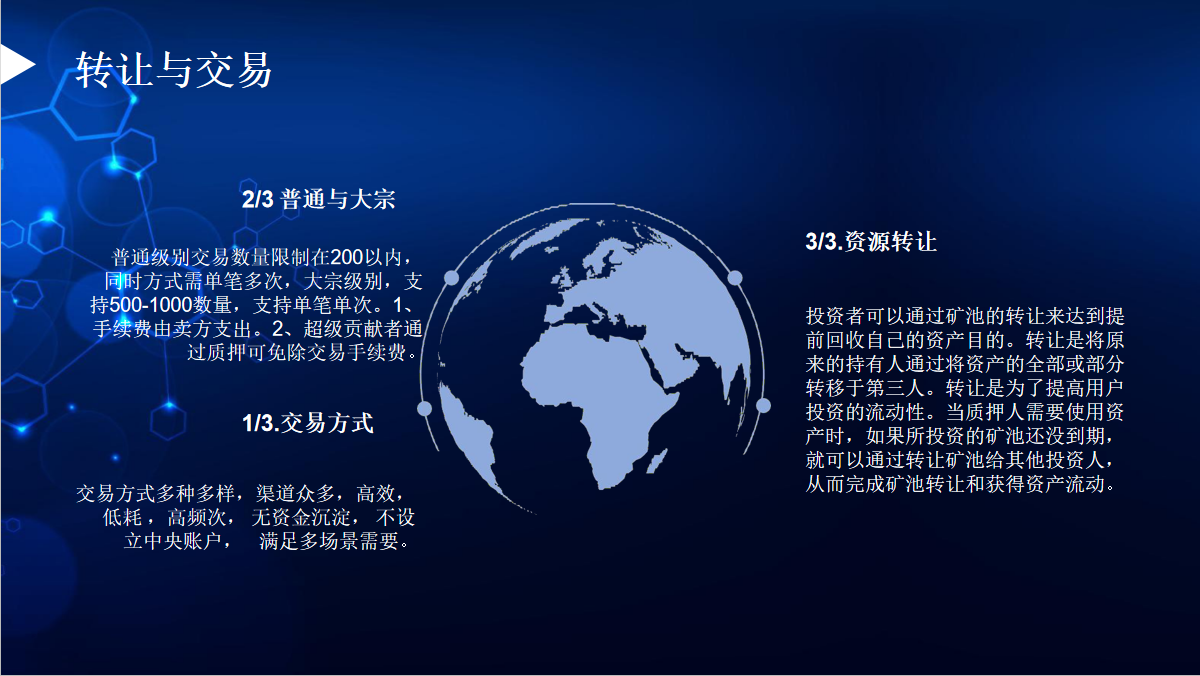 转让与交易
2/3 普通与大宗
普通级别交易数量限制在200以内，
同时方式需单笔多次，大宗级别，支
持500-1000数量，支持单笔单次。1、
手续费由卖方支出。2、超级贡献者通
过质押可免除交易手续费。
1/3.交易方式
交易方式多种多样，渠道众多，高效，
低耗 ，高频次， 无资金沉淀， 不设
立中央账户， 满足多场景需要。
3/3.资源转让
投资者可以通过矿池的转让来达到提
前回收自己的资产目的。转让是将原
来的持有人通过将资产的全部或部分
转移于第三人。转让是为了提高用户
投资的流动性。当质押人需要使用资
产时，如果所投资的矿池还没到期，
就可以通过转让矿池给其他投资人，
从而完成矿池转让和获得资产流动。